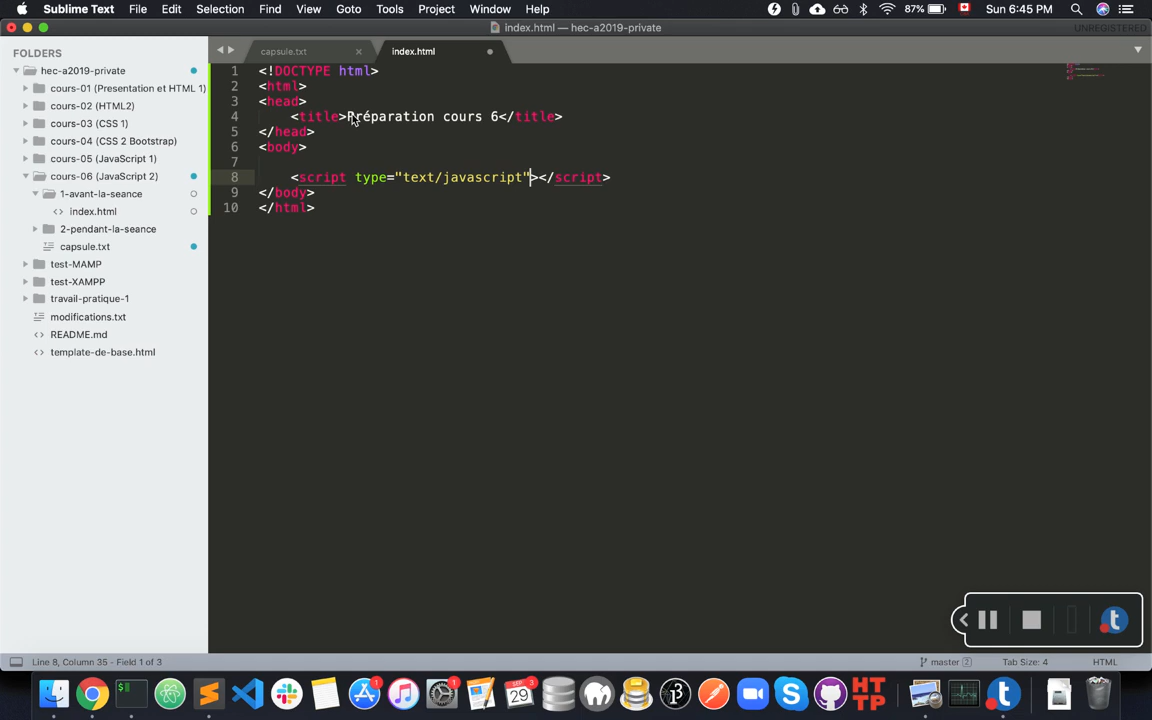 Sublime Text File Edit Selection Find View Goto Tools Project Window Help 87% Sun 6:45 PM
index.html — hec-a2019-private UNREGISTERED
FOLDERS
hec-a2019-private
cours-01 (Presentation et HTML 1)
cours-02 (HTML2)
cours-03 (CSS 1)
cours-04 (CSS 2 Bootstrap)
cours-05 (JavaScript 1)
cours-06 (JavaScript 2)
1-avant-la-seance
index.html
2-pendant-la-seance
capsule.txt
test-MAMP
test-XAMPP
travail-pratique-1
modifications.txt
README.md
template-de-base.html
capsule.txt index.html
1 <!DOCTYPE html>
2 <html>
3 <head>
4 <title>Préparation cours 6</title>
5 </head>
6 <body>
7
8 <script type="text/javascript"></script>
9 </body>
10 </html>
t
Line 8, Column 35 - Field 1 of 3 master 2 Tab Size: 4 HTML
1 1 SEP 29 3 HT TP t